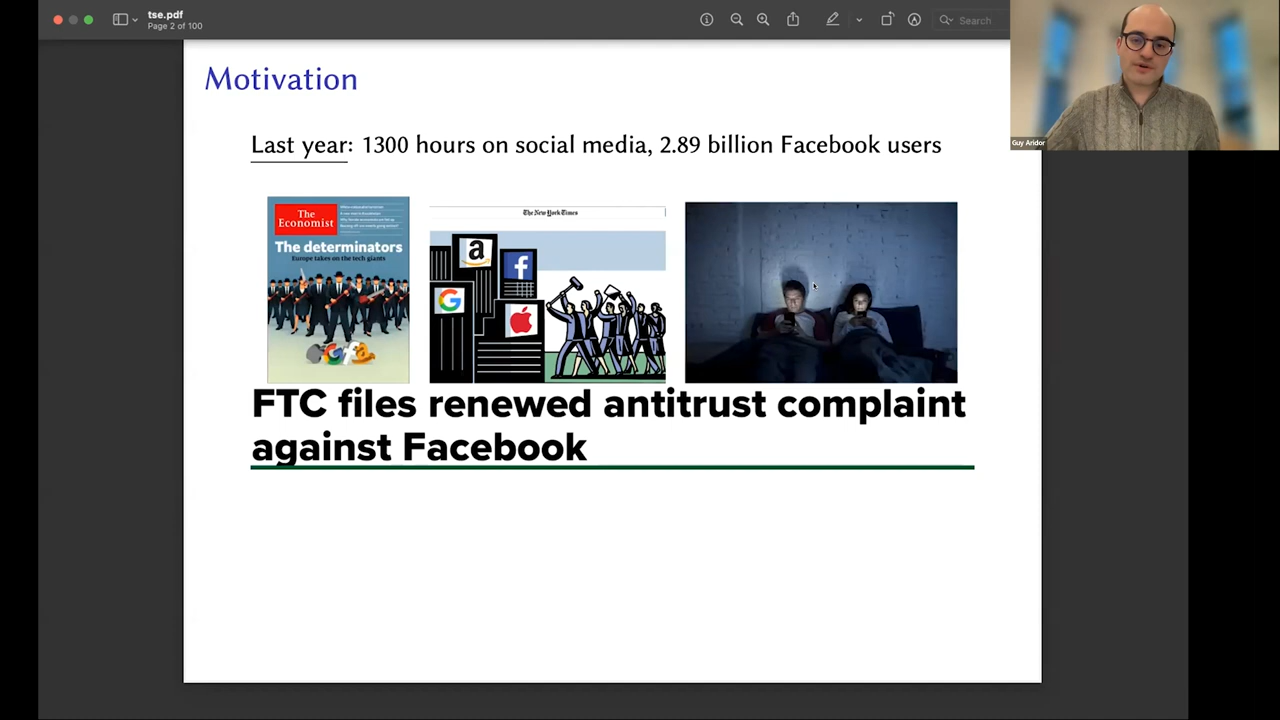 tse.pdf
Page 2 of 100
Search
Motivation
Last year: 1300 hours on social media, 2.89 billion Facebook users
The
Economist
The determinators
Europe takes on the tech giants
The New York Times
a
f
G
FTC files renewed antitrust complaint
against Facebook
Guy Aridor